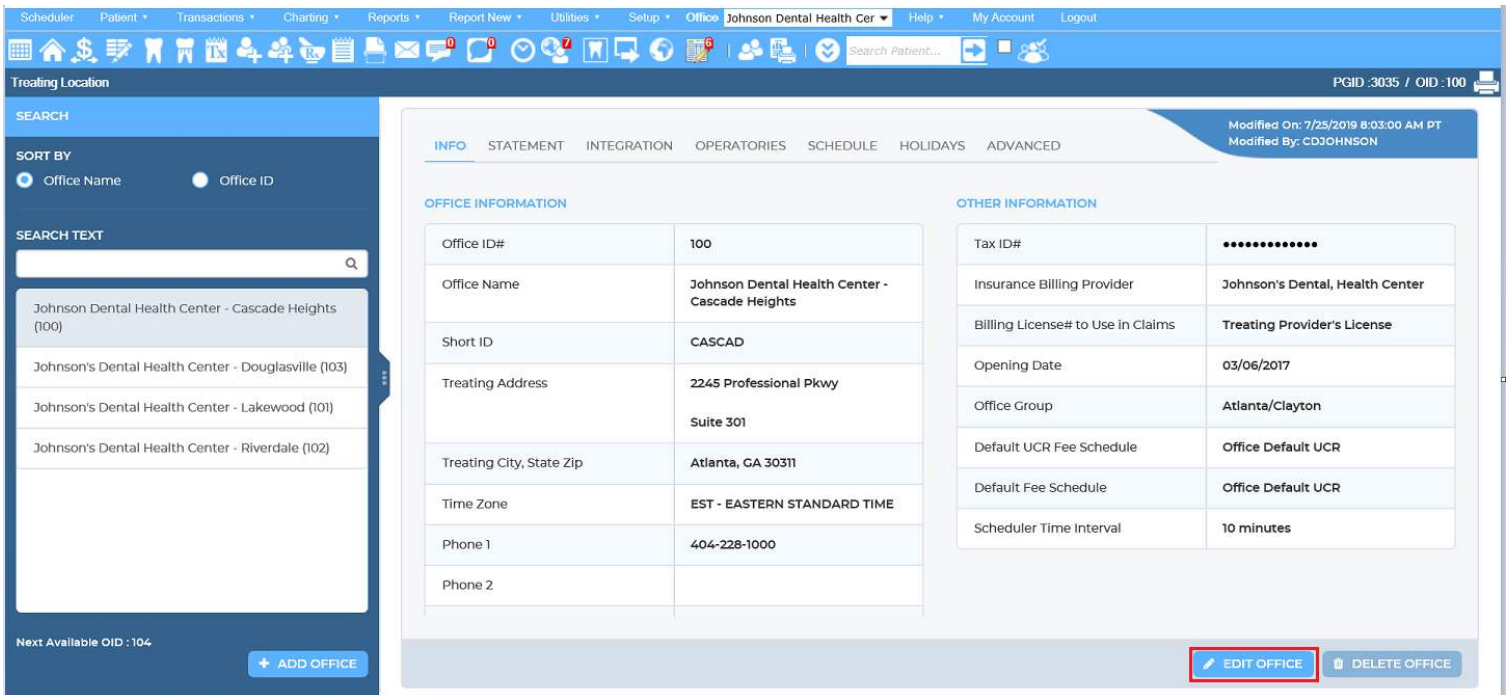 Scheduler Patient Transactions Charting Reports Report New Utilities Setup Office Johnson Dental Health Cer Help My Account Logout
0 0 7 6 Search Patient...
Treating Location PGID :3035 / OID :100
SEARCH
SORT BY
Office Name Office ID
SEARCH TEXT
Johnson Dental Health Center - Cascade Heights
(100)
Johnson's Dental Health Center - Douglasville (103)
Johnson's Dental Health Center - Lakewood (101)
Johnson's Dental Health Center - Riverdale (102)
Next Available OID : 104
+ ADD OFFICE
Modified On: 7/25/2019 8:03:00 AM PT
Modified By: CDJOHNSON
INFO STATEMENT INTEGRATION OPERATORIES SCHEDULE HOLIDAYS ADVANCED
OFFICE INFORMATION
Office ID# 100
Office Name Johnson Dental Health Center -
Cascade Heights
Short ID CASCAD
Treating Address 2245 Professional Pkwy
Suite 301
Treating City, State Zip Atlanta, GA 30311
Time Zone EST - EASTERN STANDARD TIME
Phone 1 404-228-1000
Phone 2
OTHER INFORMATION
Tax ID# •••••••••••••
Insurance Billing Provider Johnson's Dental, Health Center
Billing License# to Use in Claims Treating Provider's License
Opening Date 03/06/2017
Office Group Atlanta/Clayton
Default UCR Fee Schedule Office Default UCR
Default Fee Schedule Office Default UCR
Scheduler Time Interval 10 minutes
EDIT OFFICE DELETE OFFICE